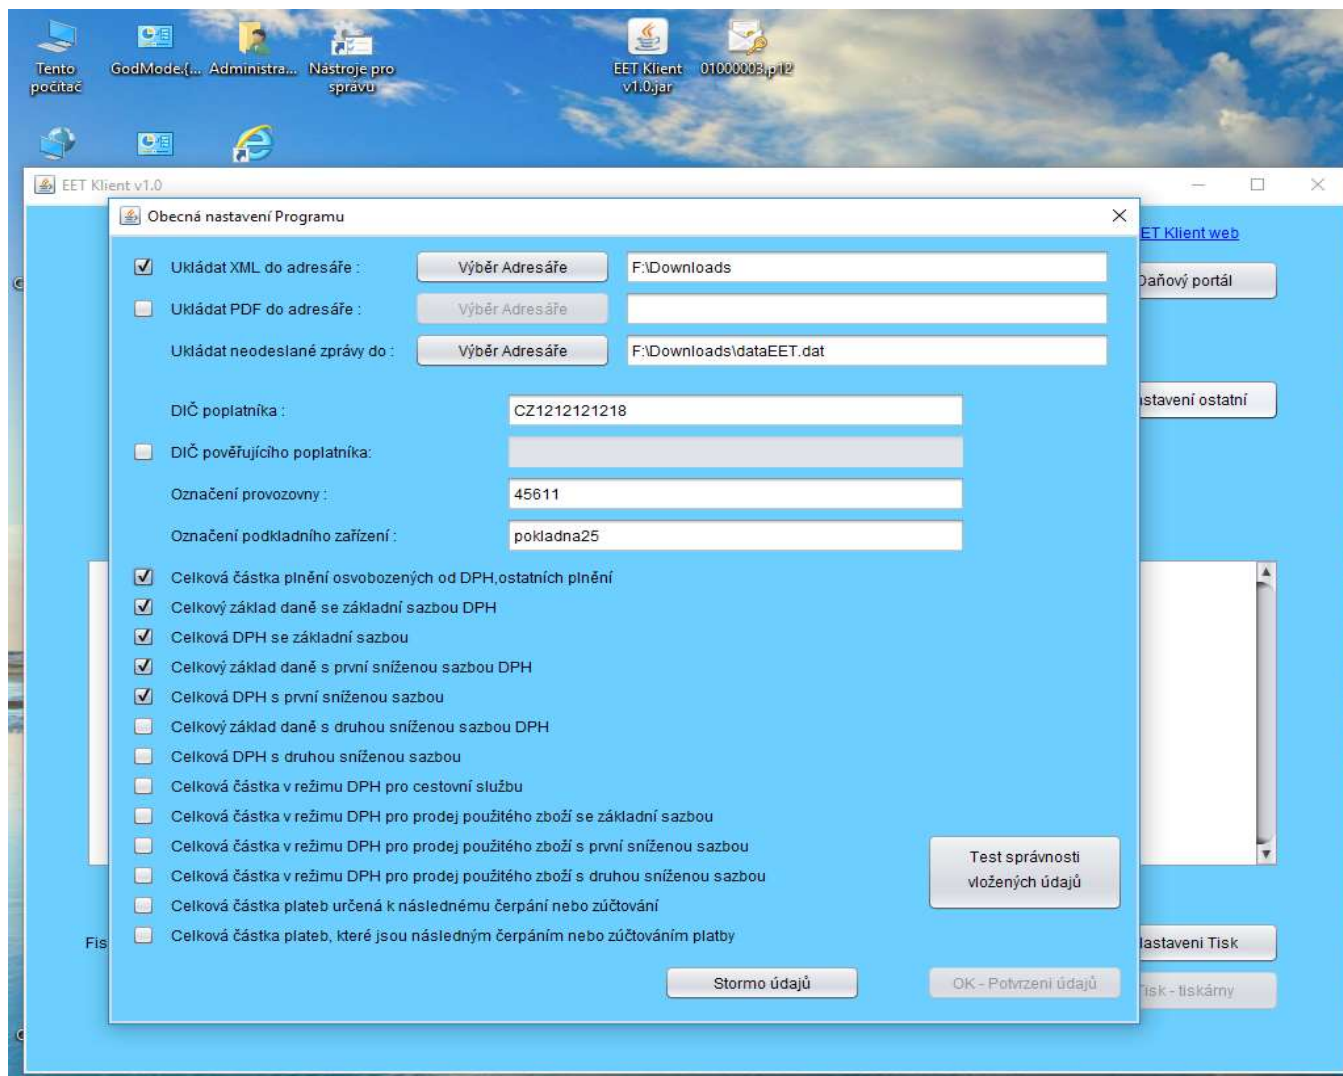 Tento
počítač
GodMode.{...
Administra...
Nástroje pro
správu
EET Klient
v1.0.jar
01000003.p12
EET Klient v1.0
Obecná nastavení Programu
ET Klient web
Ukládat XML do adresáře :
Výběr Adresáře
F:\Downloads
Daňový portál
Ukládat PDF do adresáře :
Výběr Adresáře
Ukládat neodeslané zprávy do :
Výběr Adresáře
F:\Downloads\dataEET.dat
DIČ poplatníka :
CZ1212121218
astavení ostatní
DIČ pověřujícího poplatníka:
Označení provozovny :
45611
Označení podkladního zařízení :
pokladna25
Celková částka plnění osvobozených od DPH,ostatních plnění
Celkový základ daně se základní sazbou DPH
Celková DPH se základní sazbou
Celkový základ daně s první sníženou sazbou DPH
Celková DPH s první sníženou sazbou
Celkový základ daně s druhou sníženou sazbou DPH
Celková DPH s druhou sníženou sazbou
Celková částka v režimu DPH pro cestovní službu
Celková částka v režimu DPH pro prodej použitého zboží se základní sazbou
Celková částka v režimu DPH pro prodej použitého zboží s první sníženou sazbou
Celková částka v režimu DPH pro prodej použitého zboží s druhou sníženou sazbou
Test správnosti
vložených údajů
Celková částka plateb určená k následnému čerpání nebo zúčtování
Celková částka plateb, které jsou následným čerpáním nebo zúčtováním platby
Fis
Nastaveni Tisk
Stormo údajů
OK - Potvrzení údajů
Tisk - tiskárny